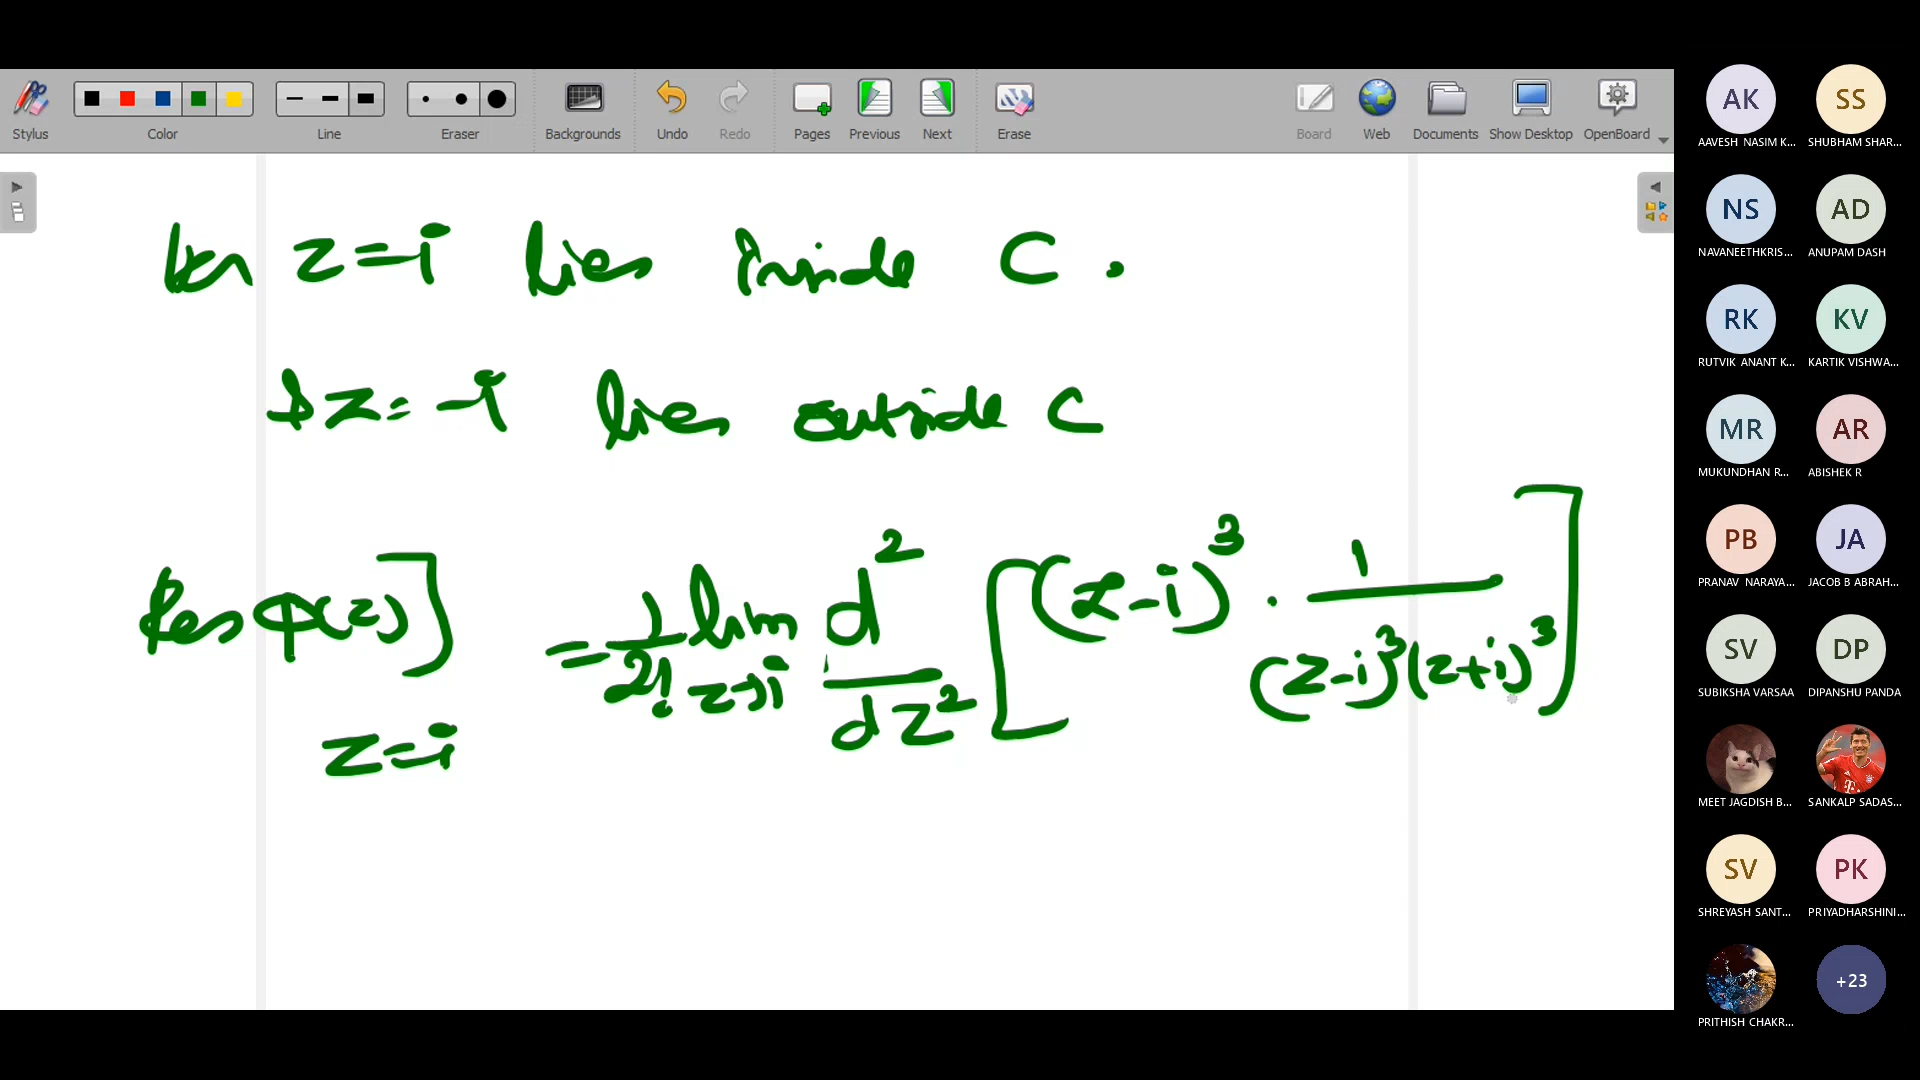 Stylus Color Line Eraser Backgrounds Undo Redo Pages Previous Next Erase Board Web Documents Show Desktop OpenBoard
z=i lies inside C.
z=-i lies outside C
Res φ(z)] = 1/2! lim d²/dz² [(z-i)³ . 1/(z-i)³(z+i)³]
z=i z→i
AK SS
AAVESH NASIM K... SHUBHAM SHAR...
NS AD
NAVANEETHKRIS... ANUPAM DASH
RK KV
RUTVIK ANANT K... KARTIK VISHWA...
MR AR
MUKUNDHAN R... ABISHEK R
PB JA
PRANAV NARAYA... JACOB B ABRAH...
SV DP
SUBIKSHA VARSAA DIPANSHU PANDA
MEET JAGDISH B... SANKALP SADAS...
SV PK
SHREYASH SANT... PRIYADHARSHINI...
+23
PRITHISH CHAKR...